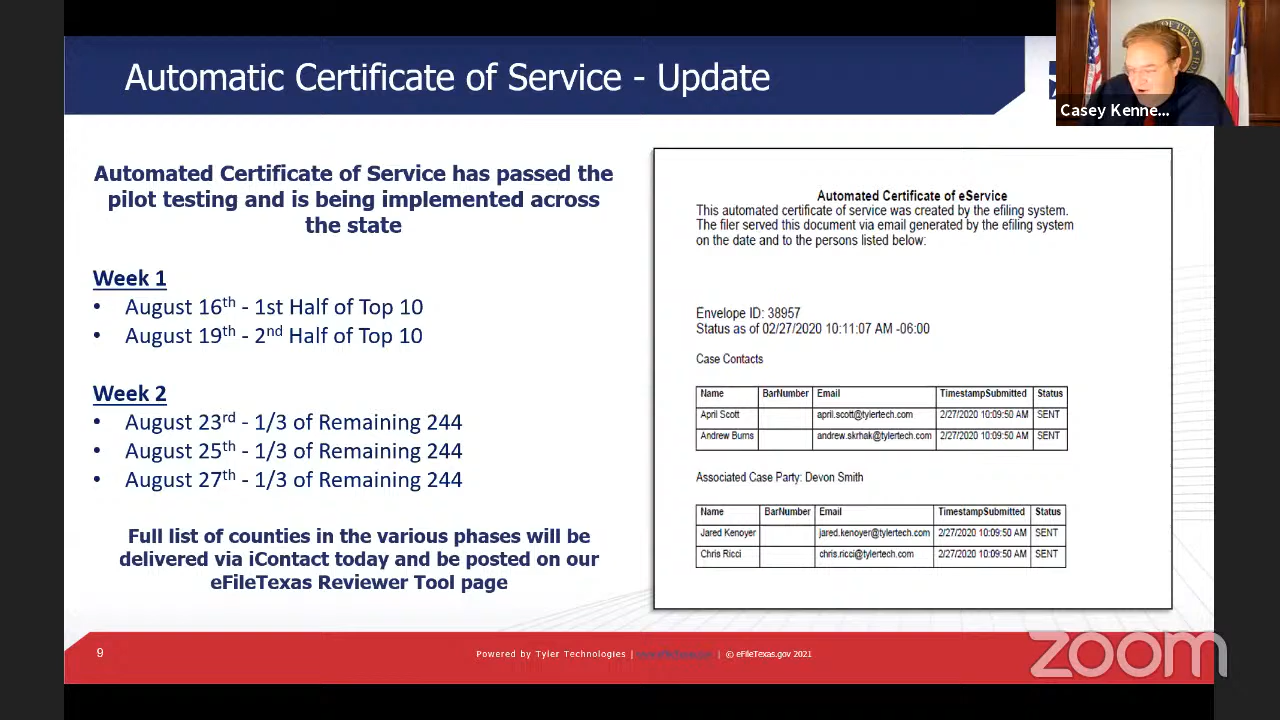 Automatic Certificate of Service - Update
Casey Kenne...
Automated Certificate of Service has passed the
pilot testing and is being implemented across
the state
Week 1
• August 16th - 1st Half of Top 10
• August 19th - 2nd Half of Top 10
Week 2
• August 23rd - 1/3 of Remaining 244
• August 25th - 1/3 of Remaining 244
• August 27th - 1/3 of Remaining 244
Full list of counties in the various phases will be
delivered via iContact today and be posted on our
eFileTexas Reviewer Tool page
Automated Certificate of eService
This automated certificate of service was created by the efiling system.
The filer served this document via email generated by the efiling system
on the date and to the persons listed below:
Envelope ID: 38957
Status as of 02/27/2020 10:11:07 AM -06:00
Case Contacts
Name BarNumber Email TimestampSubmitted Status
April Scott april.scott@tylertech.com 2/27/2020 10:09:50 AM SENT
Andrew Burns andrew.skrhak@tylertech.com 2/27/2020 10:09:50 AM SENT
Associated Case Party: Devon Smith
Name BarNumber Email TimestampSubmitted Status
Jared Kenoyer jared.kenoyer@tylertech.com 2/27/2020 10:09:50 AM SENT
Chris Ricci chris.ricci@tylertech.com 2/27/2020 10:09:50 AM SENT
9
Powered by Tyler Technologies | | © eFileTexas.gov 2021
zoom